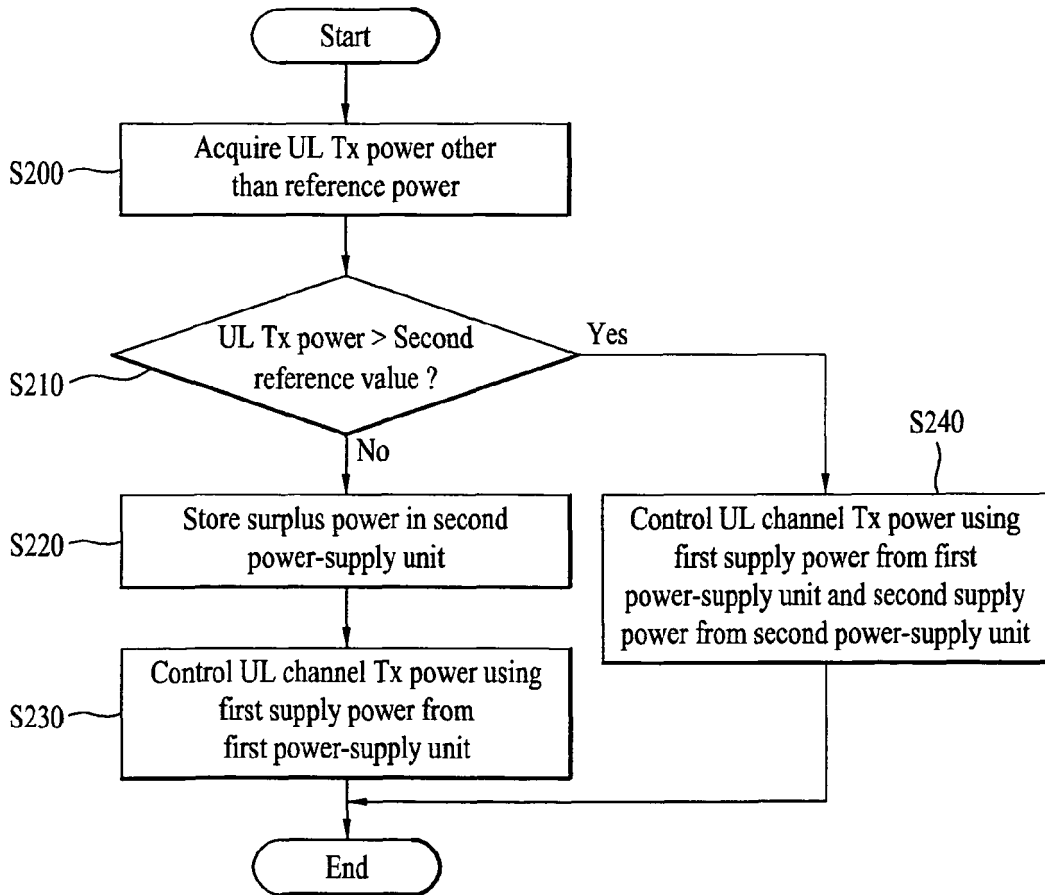 Start
S200
Acquire UL Tx power other
than reference power
UL Tx power > Second
reference value ?
Yes
S210
No
S240
S220
Store surplus power in second
power-supply unit
Control UL channel Tx power using
first supply power from first
power-supply unit and second supply
power from second power-supply unit
S230
Control UL channel Tx power using
first supply power from
first power-supply unit
End